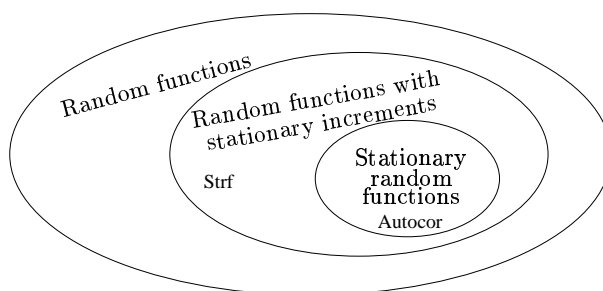 Random functions
Random functions with
stationary increments
Strf
Stationary
random
functions
Autocor